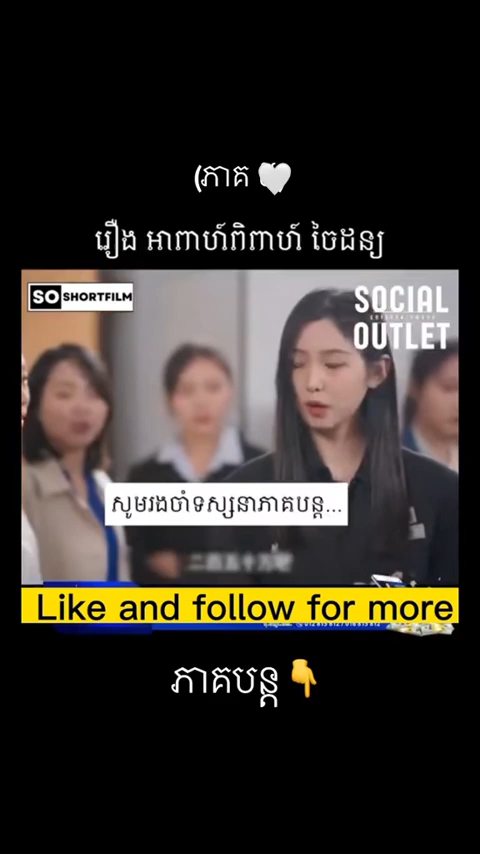 (ភាគ 🤍
រឿង អាពាហ៍ពិពាហ៍ ចៃដន្យ
SO SHORTFILM
SOCIAL
OUTLET
សូមរងចាំទស្សនាភាគបន្ត...
Like and follow for more
ភាគបន្ត 👇